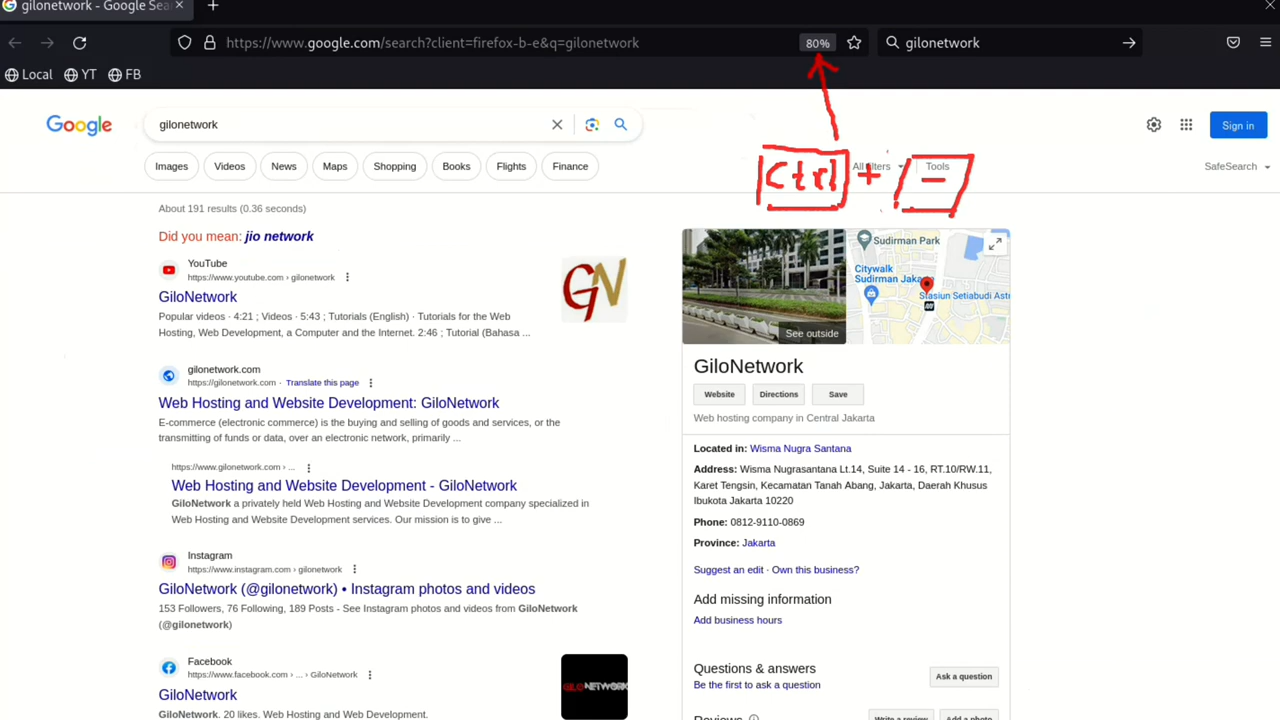 gilonetwork - Google Sea
https://www.google.com/search?client=firefox-b-e&q=gilonetwork
80%
gilonetwork
Local YT FB
Google
gilonetwork
Sign in
Images Videos News Maps Shopping Books Flights Finance
Ctrl + -
All filters
Tools
SafeSearch
About 191 results (0.36 seconds)
Did you mean: jio network
YouTube
https://www.youtube.com › gilonetwork
GiloNetwork
Popular videos · 4:21 ; Videos · 5:43 ; Tutorials (English) · Tutorials for the Web
Hosting, Web Development, a Computer and the Internet. 2:46 ; Tutorial (Bahasa ...
GN
gilonetwork.com
https://gilonetwork.com · Translate this page
Web Hosting and Website Development: GiloNetwork
E-commerce (electronic commerce) is the buying and selling of goods and services, or the
transmitting of funds or data, over an electronic network, primarily ...
https://www.gilonetwork.com › ...
Web Hosting and Website Development - GiloNetwork
GiloNetwork a privately held Web Hosting and Website Development company specialized in
Web Hosting and Website Development services. Our mission is to give ...
Instagram
https://www.instagram.com › gilonetwork
GiloNetwork (@gilonetwork) • Instagram photos and videos
153 Followers, 76 Following, 189 Posts - See Instagram photos and videos from GiloNetwork
(@gilonetwork)
Facebook
https://www.facebook.com › ... › GiloNetwork
GiloNetwork
GiloNetwork. 20 likes. Web Hosting and Web Development.
GILONETWORK
Sudirman Park
Citywalk
Sudirman Jakarta
Stasiun Setiabudi Ast
See outside
GiloNetwork
Website Directions Save
Web hosting company in Central Jakarta
Located in: Wisma Nugra Santana
Address: Wisma Nugrasantana Lt.14, Suite 14 - 16, RT.10/RW.11,
Karet Tengsin, Kecamatan Tanah Abang, Jakarta, Daerah Khusus
Ibukota Jakarta 10220
Phone: 0812-9110-0869
Province: Jakarta
Suggest an edit · Own this business?
Add missing information
Add business hours
Questions & answers
Be the first to ask a question
Ask a question
Reviews
Write a review Add a photo